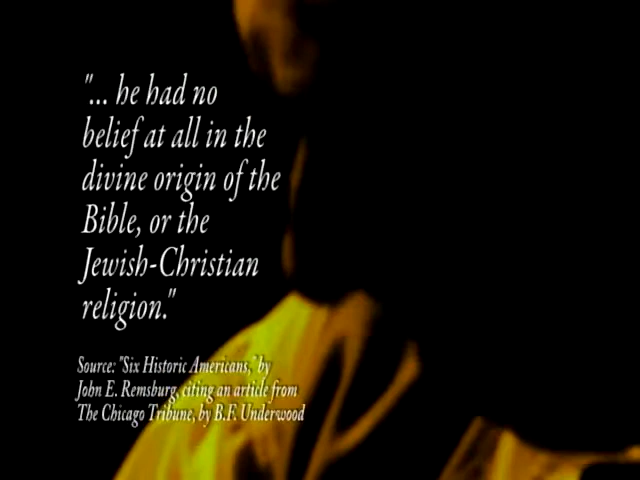 "... he had no
belief at all in the
divine origin of the
Bible, or the
Jewish-Christian
religion."
Source: "Six Historic Americans," by
John E. Remsburg, citing an article from
The Chicago Tribune, by B.F. Underwood